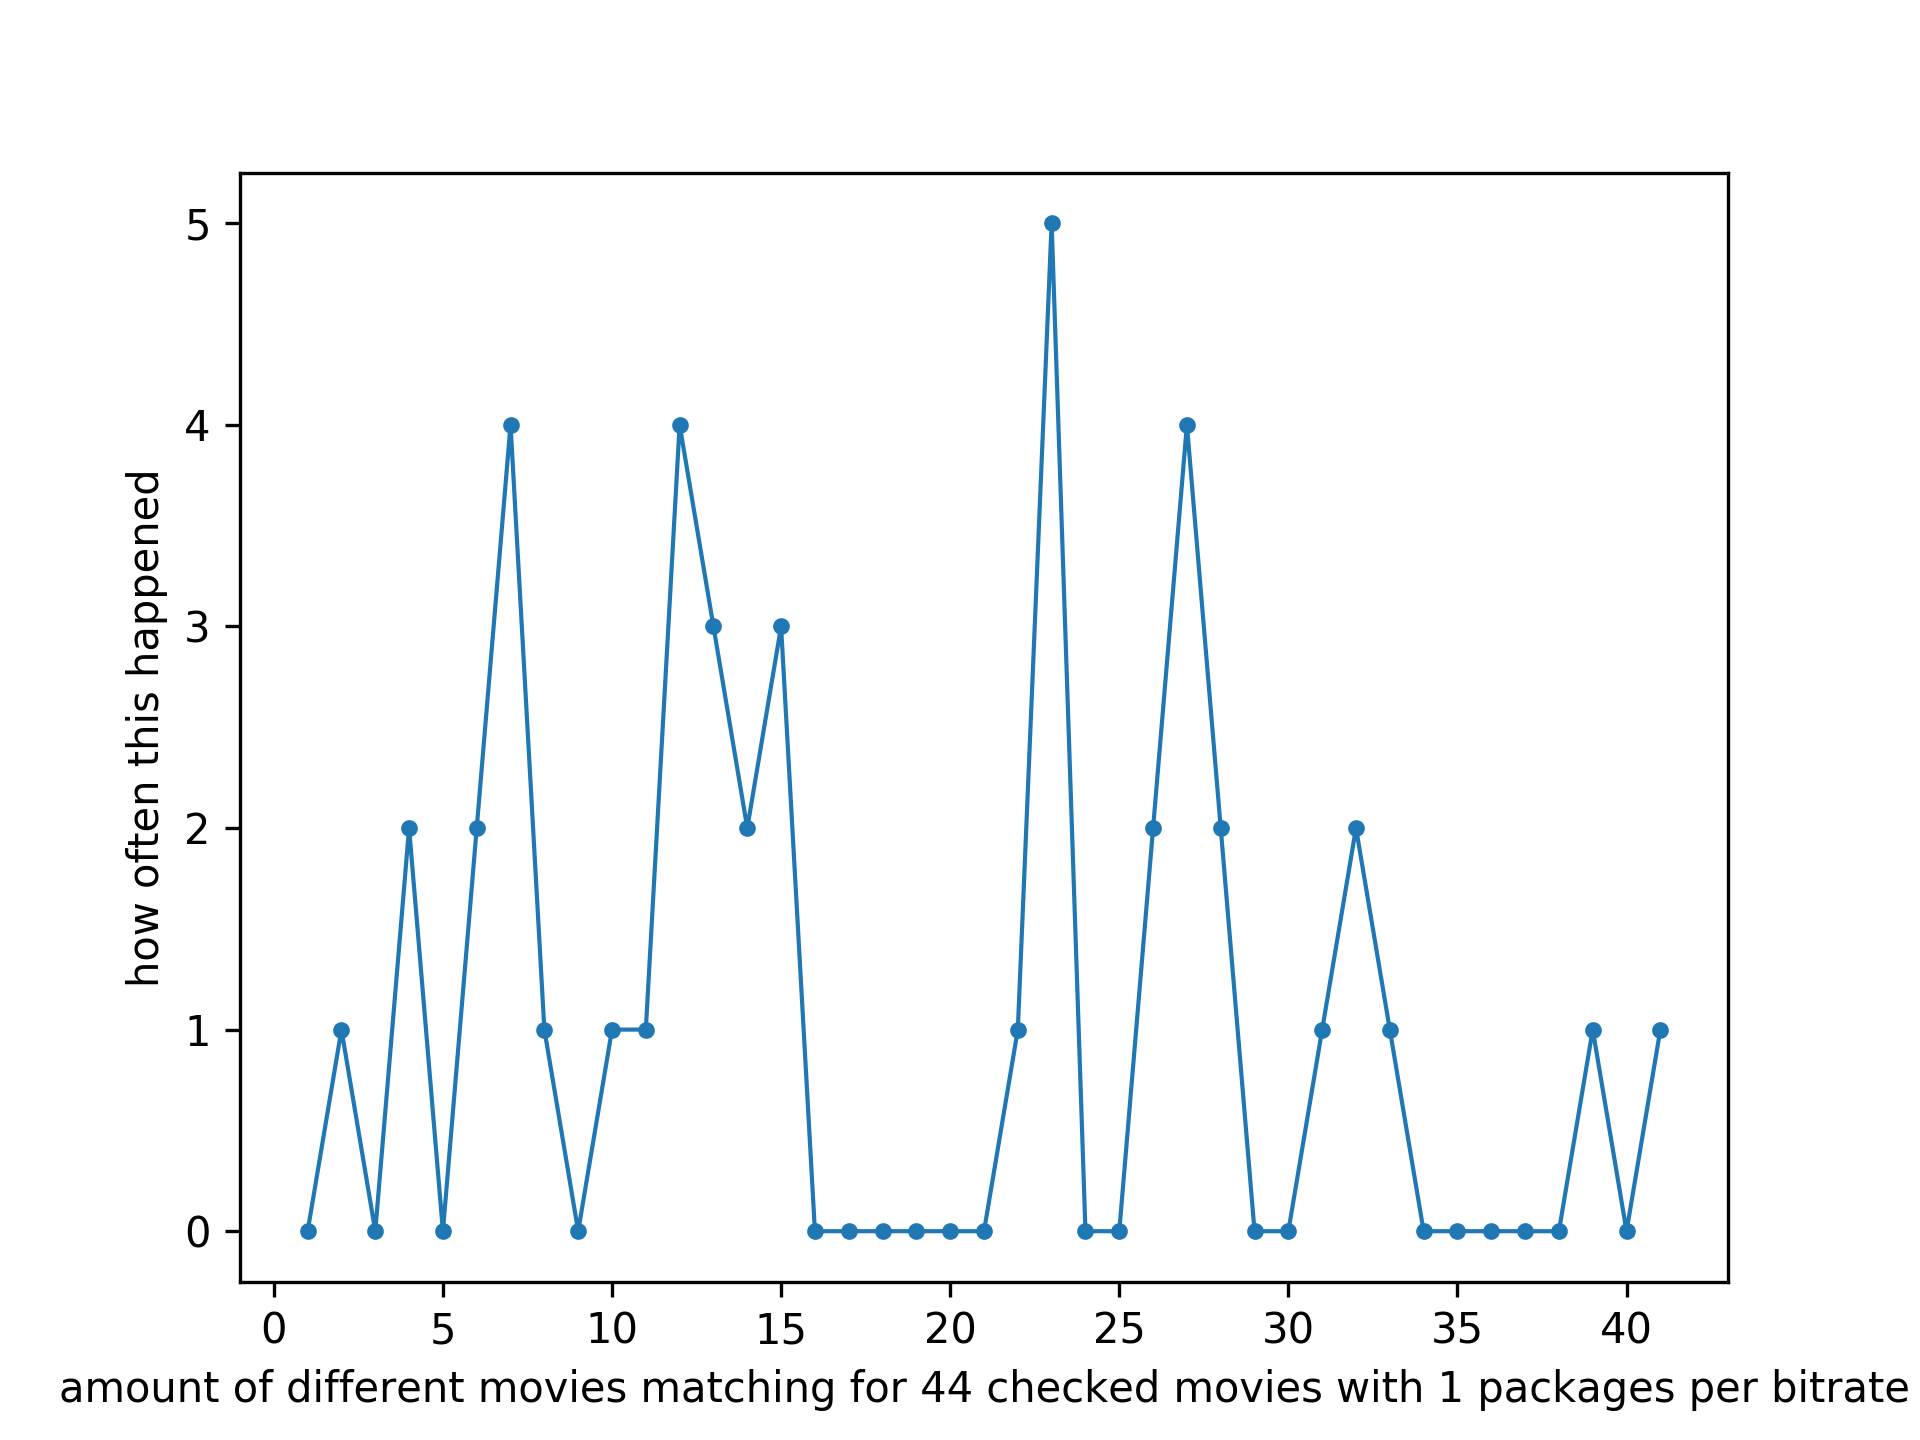 5
4
3
2
1
0
how often this happened
0 5 10 15 20 25 30 35 40
amount of different movies matching for 44 checked movies with 1 packages per bitrate